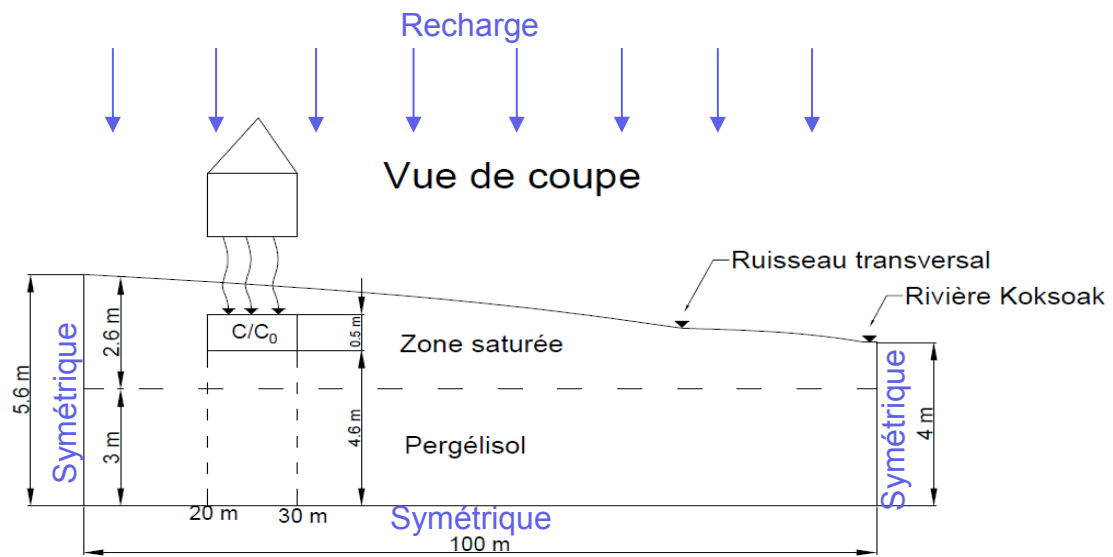 Recharge
Vue de coupe
Ruisseau transversal
Rivière Koksoak
C/C₀
0.5 m
Zone saturée
2.6 m
5.6 m
Symétrique
3 m
4.6 m
Pergélisol
Symétrique
4 m
20 m
30 m
Symétrique
100 m